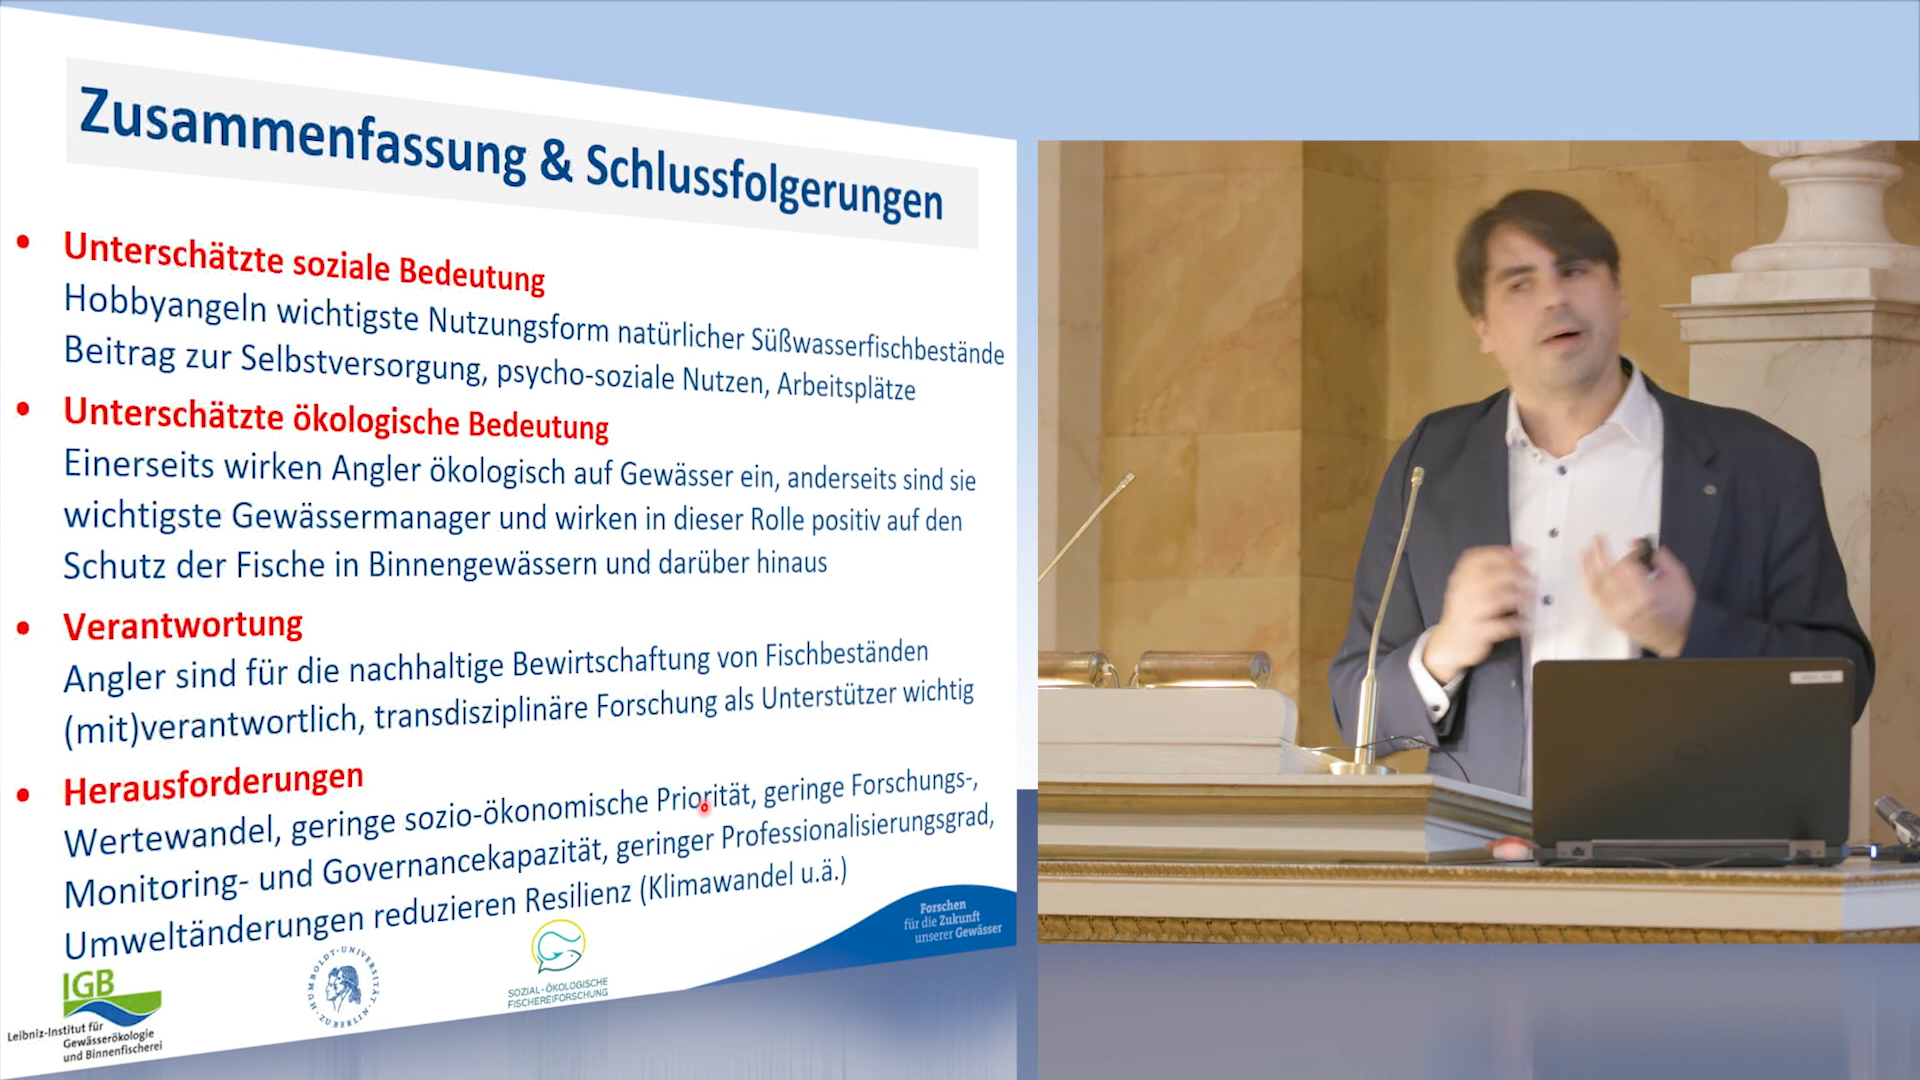 Zusammenfassung & Schlussfolgerungen
• Unterschätzte soziale Bedeutung
Hobbyangeln wichtigste Nutzungsform natürlicher Süßwasserfischbestände
Beitrag zur Selbstversorgung, psycho-soziale Nutzen, Arbeitsplätze
• Unterschätzte ökologische Bedeutung
Einerseits wirken Angler ökologisch auf Gewässer ein, anderseits sind sie
wichtigste Gewässermanager und wirken in dieser Rolle positiv auf den
Schutz der Fische in Binnengewässern und darüber hinaus
• Verantwortung
Angler sind für die nachhaltige Bewirtschaftung von Fischbeständen
(mit)verantwortlich, transdisziplinäre Forschung als Unterstützer wichtig
• Herausforderungen
Wertewandel, geringe sozio-ökonomische Priorität, geringe Forschungs-,
Monitoring- und Governancekapazität, geringer Professionalisierungsgrad,
Umweltänderungen reduzieren Resilienz (Klimawandel u.ä.)
Forschen
für die Zukunft
unserer Gewässer
IGB
Leibniz-Institut für
Gewässerökologie
und Binnenfischerei
HUMBOLDT-UNIVERSITÄT
ZU BERLIN
SOZIAL-ÖKOLOGISCHE
FISCHEREIFORSCHUNG